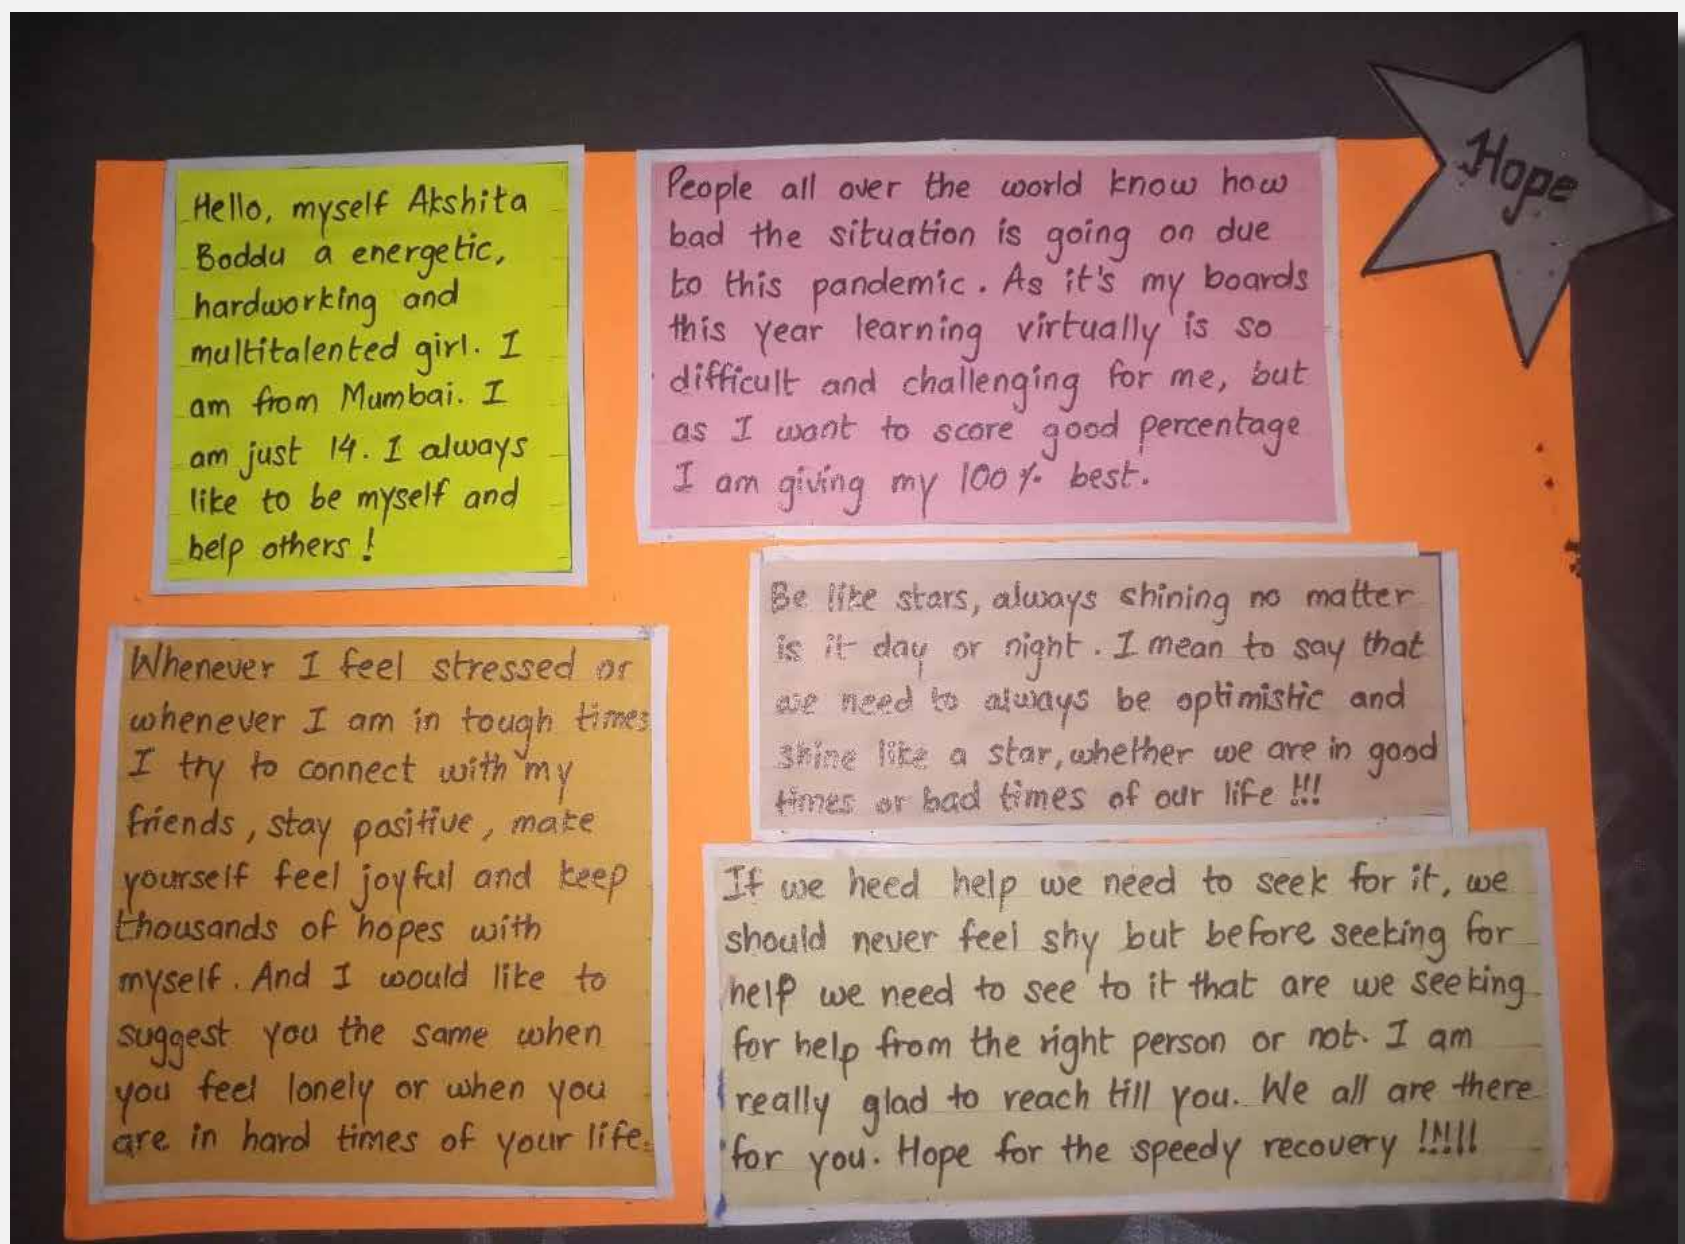 Hope
Hello, myself Akshita
Boddu a energetic,
hardworking and
multitalented girl. I
am from Mumbai. I
am just 14. I always
like to be myself and
help others !
People all over the world know how
bad the situation is going on due
to this pandemic. As it's my boards
this year learning virtually is so
difficult and challenging for me, but
as I want to score good percentage
I am giving my 100 % best.
Be like stars, always shining no matter
is it day or night. I mean to say that
we need to always be optimistic and
shine like a star, whether we are in good
times or bad times of our life !!!
Whenever I feel stressed or
whenever I am in tough times
I try to connect with my
friends, stay positive, make
yourself feel joyful and keep
thousands of hopes with
myself. And I would like to
suggest you the same when
you feel lonely or when you
are in hard times of your life.
If we need help we need to seek for it, we
should never feel shy but before seeking for
help we need to see to it that are we seeking
for help from the right person or not. I am
really glad to reach till you. We all are there
for you. Hope for the speedy recovery !!!!!!